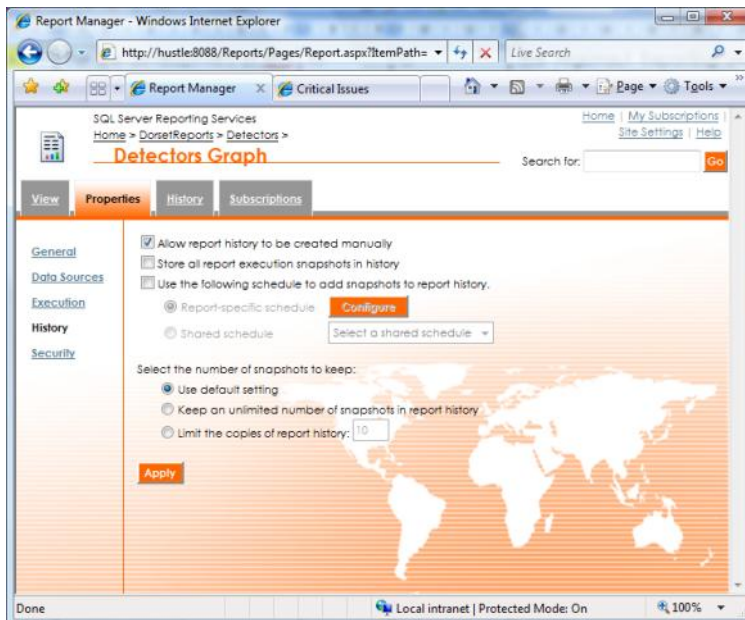 Report Manager - Windows Internet Explorer
http://hustle:8088/Reports/Pages/Report.aspx?ItemPath=
Live Search
Report Manager X
Critical Issues
Page
Tools
SQL Server Reporting Services
Home | My Subscriptions |
Home > DorsetReports > Detectors >
Site Settings | Help
Detectors Graph
Search for:
Go
View
Properties
History
Subscriptions
General
Data Sources
Execution
History
Security
Allow report history to be created manually
Store all report execution snapshots in history
Use the following schedule to add snapshots to report history.
Report-specific schedule
Configure
Shared schedule
Select a shared schedule
Select the number of snapshots to keep:
Use default setting
Keep an unlimited number of snapshots in report history
Limit the copies of report history: 10
Apply
Done
Local intranet | Protected Mode: On
100%